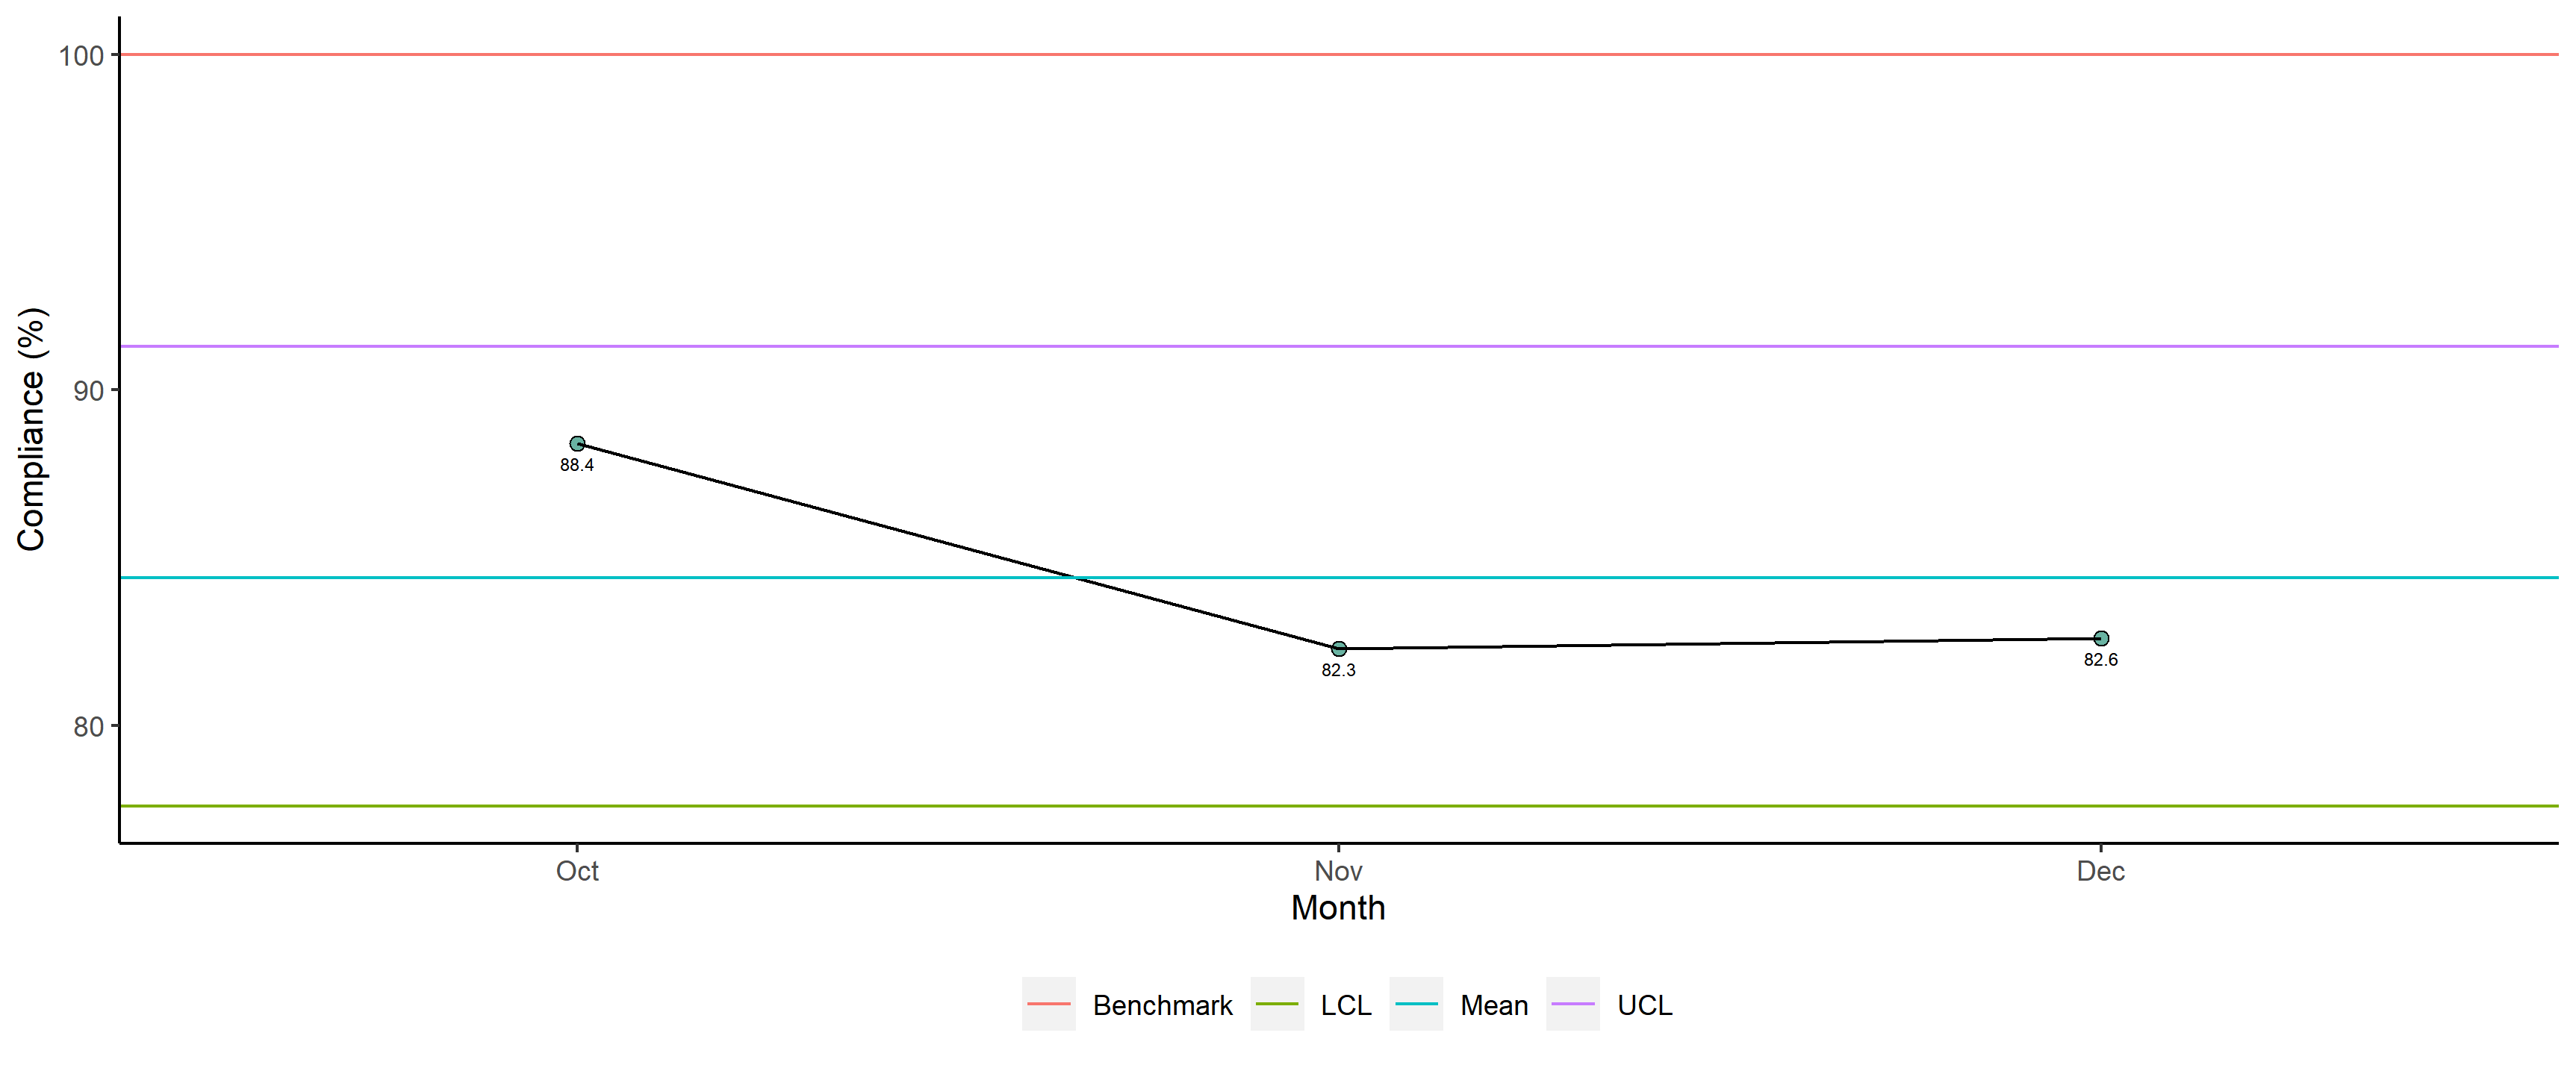 100
90
80
Compliance (%)
88.4
82.3
82.6
Oct Nov Dec
Month
Benchmark LCL Mean UCL